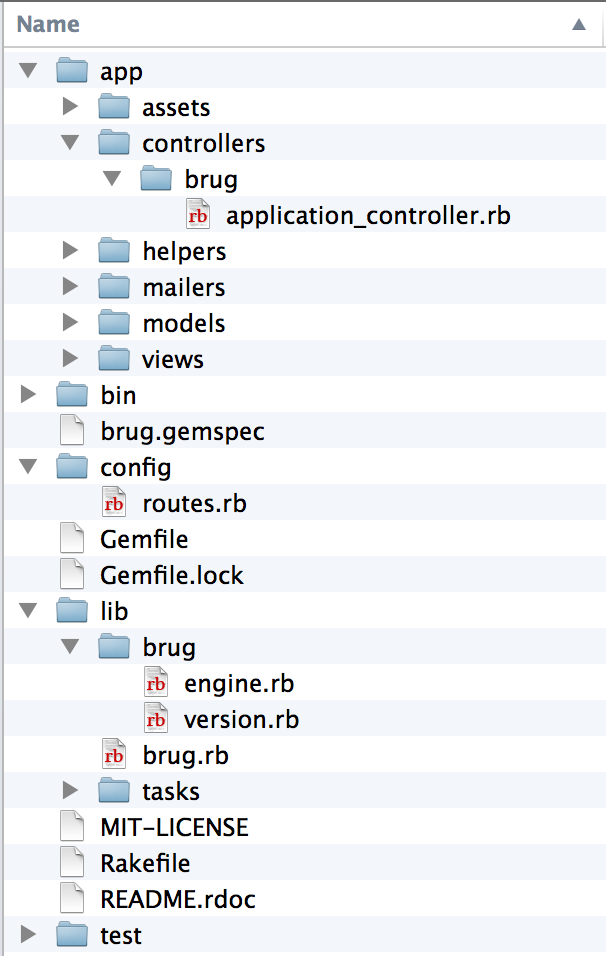 Name
app
assets
controllers
brug
rb application_controller.rb
helpers
mailers
models
views
bin
brug.gemspec
config
rb routes.rb
Gemfile
Gemfile.lock
lib
brug
rb engine.rb
rb version.rb
rb brug.rb
tasks
MIT-LICENSE
Rakefile
README.rdoc
test